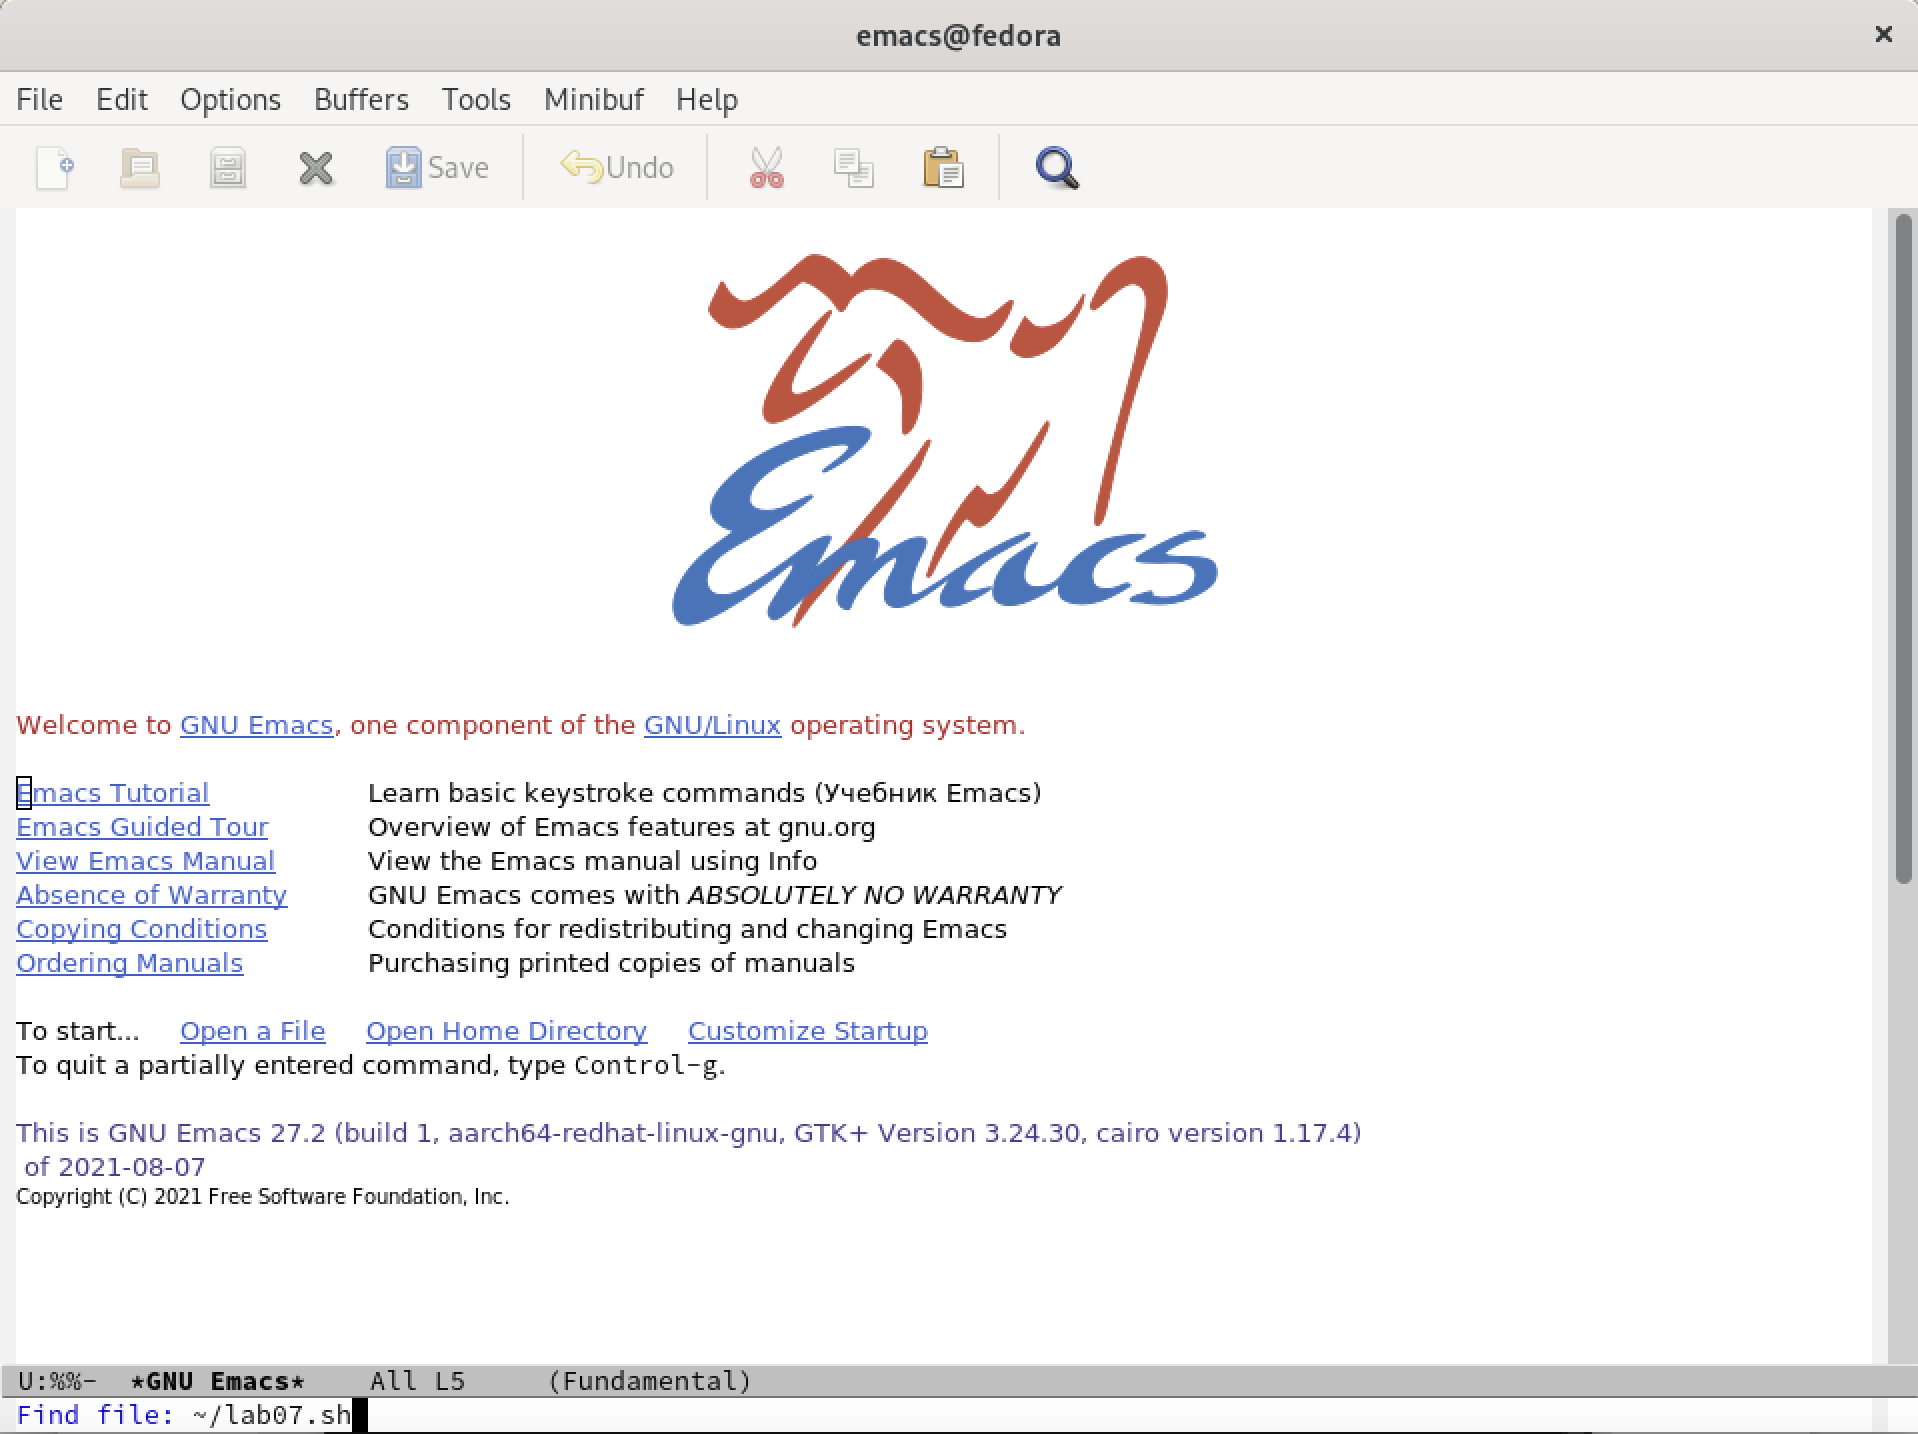 emacs@fedora
File Edit Options Buffers Tools Minibuf Help
Save Undo
Emacs
Welcome to GNU Emacs, one component of the GNU/Linux operating system.
Emacs Tutorial Learn basic keystroke commands (Учебник Emacs)
Emacs Guided Tour Overview of Emacs features at gnu.org
View Emacs Manual View the Emacs manual using Info
Absence of Warranty GNU Emacs comes with ABSOLUTELY NO WARRANTY
Copying Conditions Conditions for redistributing and changing Emacs
Ordering Manuals Purchasing printed copies of manuals
To start... Open a File Open Home Directory Customize Startup
To quit a partially entered command, type Control-g.
This is GNU Emacs 27.2 (build 1, aarch64-redhat-linux-gnu, GTK+ Version 3.24.30, cairo version 1.17.4)
of 2021-08-07
Copyright (C) 2021 Free Software Foundation, Inc.
U:%%- *GNU Emacs* All L5 (Fundamental)
Find file: ~/lab07.sh